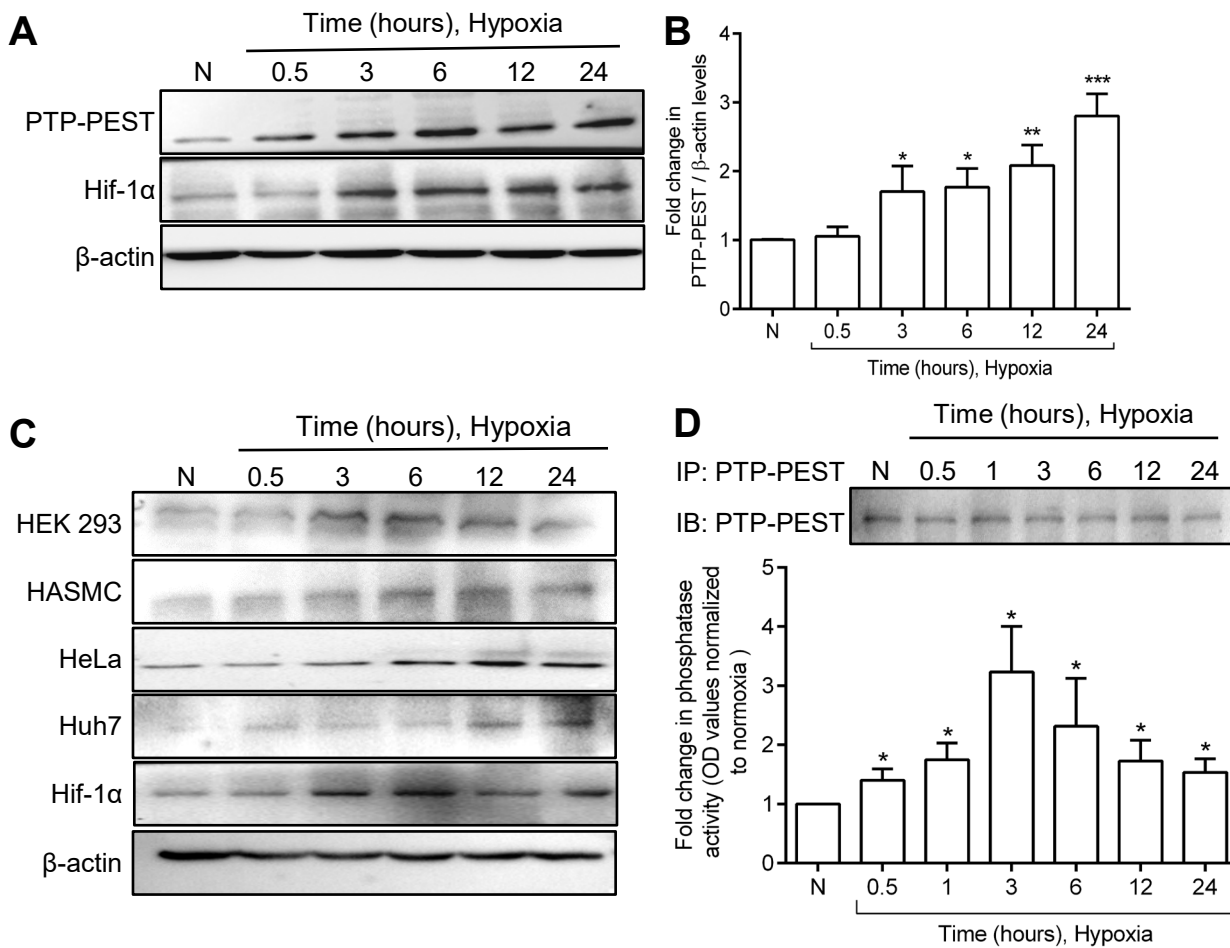 A
Time (hours), Hypoxia
N 0.5 3 6 12 24
PTP-PEST
Hif-1α
β-actin
B
Fold change in
PTP-PEST / β-actin levels
4
3
2
1
0
* * ** ***
N 0.5 3 6 12 24
Time (hours), Hypoxia
C
Time (hours), Hypoxia
N 0.5 3 6 12 24
HEK 293
HASMC
HeLa
Huh7
Hif-1α
β-actin
D
Time (hours), Hypoxia
IP: PTP-PEST N 0.5 1 3 6 12 24
IB: PTP-PEST
Fold change in phosphatase
activity (OD values normalized
to normoxia )
5
4
3
2
1
0
* * * * * *
N 0.5 1 3 6 12 24
Time (hours), Hypoxia